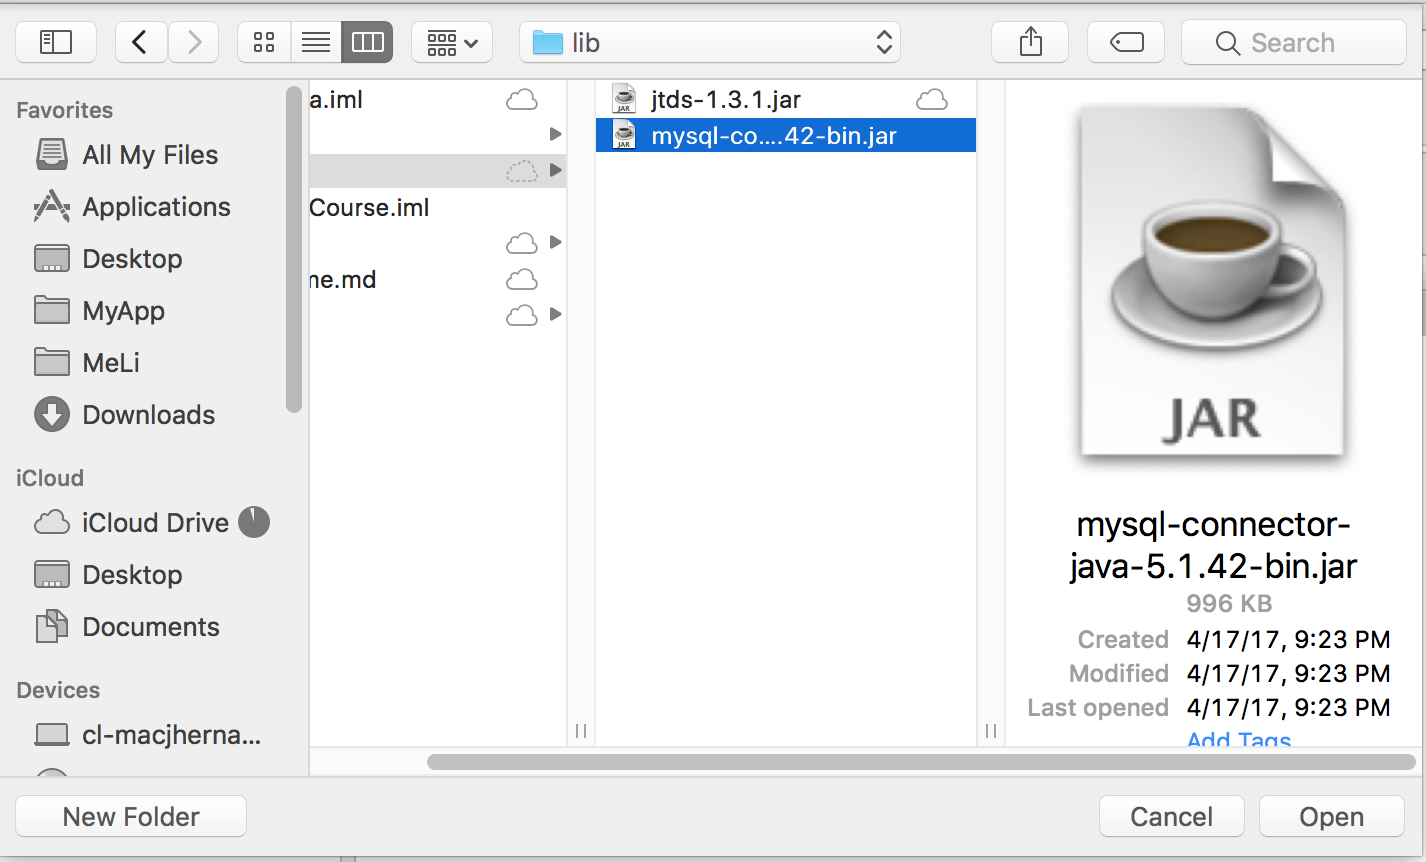 lib
Search
Favorites
All My Files
Applications
Desktop
MyApp
MeLi
Downloads
iCloud
iCloud Drive
Desktop
Documents
Devices
cl-macjherna...
a.iml
Course.iml
me.md
JAR
jtds-1.3.1.jar
JAR
mysql-co....42-bin.jar
JAR
mysql-connector-
java-5.1.42-bin.jar
996 KB
Created 4/17/17, 9:23 PM
Modified 4/17/17, 9:23 PM
Last opened 4/17/17, 9:23 PM
Add Tags
New Folder
Cancel
Open